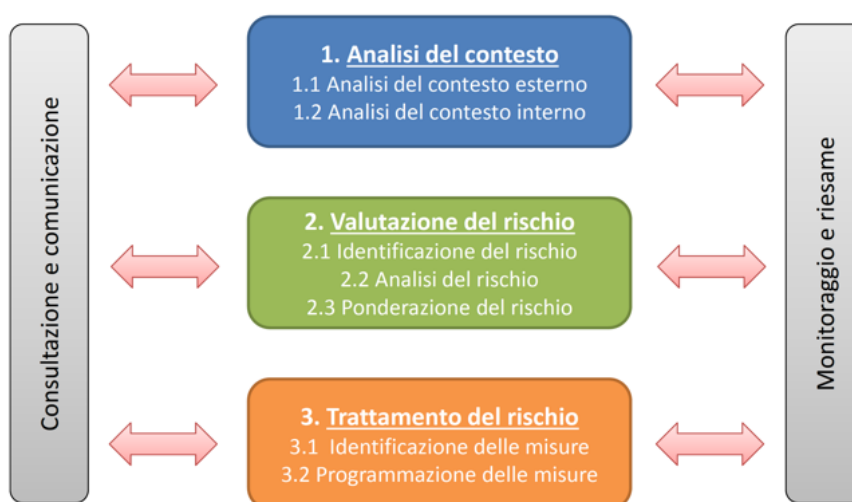 Consultazione e comunicazione
1. Analisi del contesto
1.1 Analisi del contesto esterno
1.2 Analisi del contesto interno
2. Valutazione del rischio
2.1 Identificazione del rischio
2.2 Analisi del rischio
2.3 Ponderazione del rischio
3. Trattamento del rischio
3.1 Identificazione delle misure
3.2 Programmazione delle misure
Monitoraggio e riesame